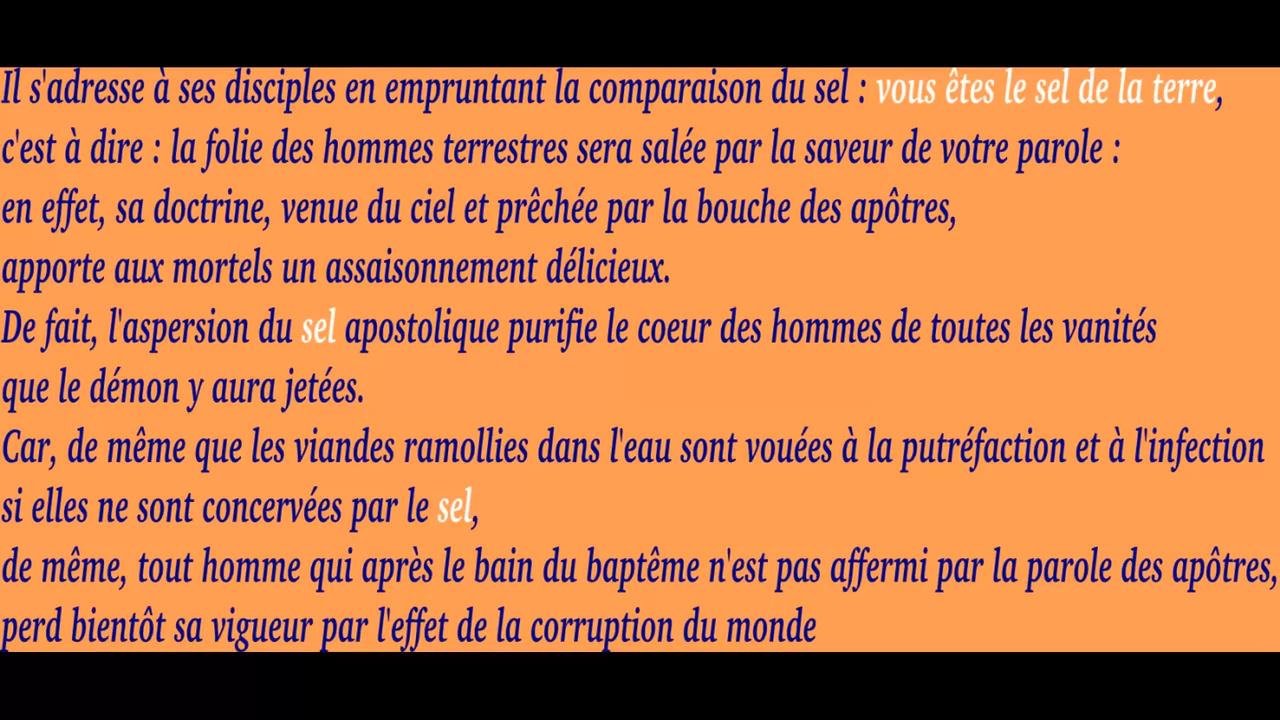 Il s'adresse à ses disciples en empruntant la comparaison du sel : vous êtes le sel de la terre,
c'est à dire : la folie des hommes terrestres sera salée par la saveur de votre parole :
en effet, sa doctrine, venue du ciel et prêchée par la bouche des apôtres,
apporte aux mortels un assaisonnement délicieux.
De fait, l'aspersion du sel apostolique purifie le coeur des hommes de toutes les vanités
que le démon y aura jetées.
Car, de même que les viandes ramollies dans l'eau sont vouées à la putréfaction et à l'infection
si elles ne sont concervées par le sel,
de même, tout homme qui après le bain du baptême n'est pas affermi par la parole des apôtres,
perd bientôt sa vigueur par l'effet de la corruption du monde